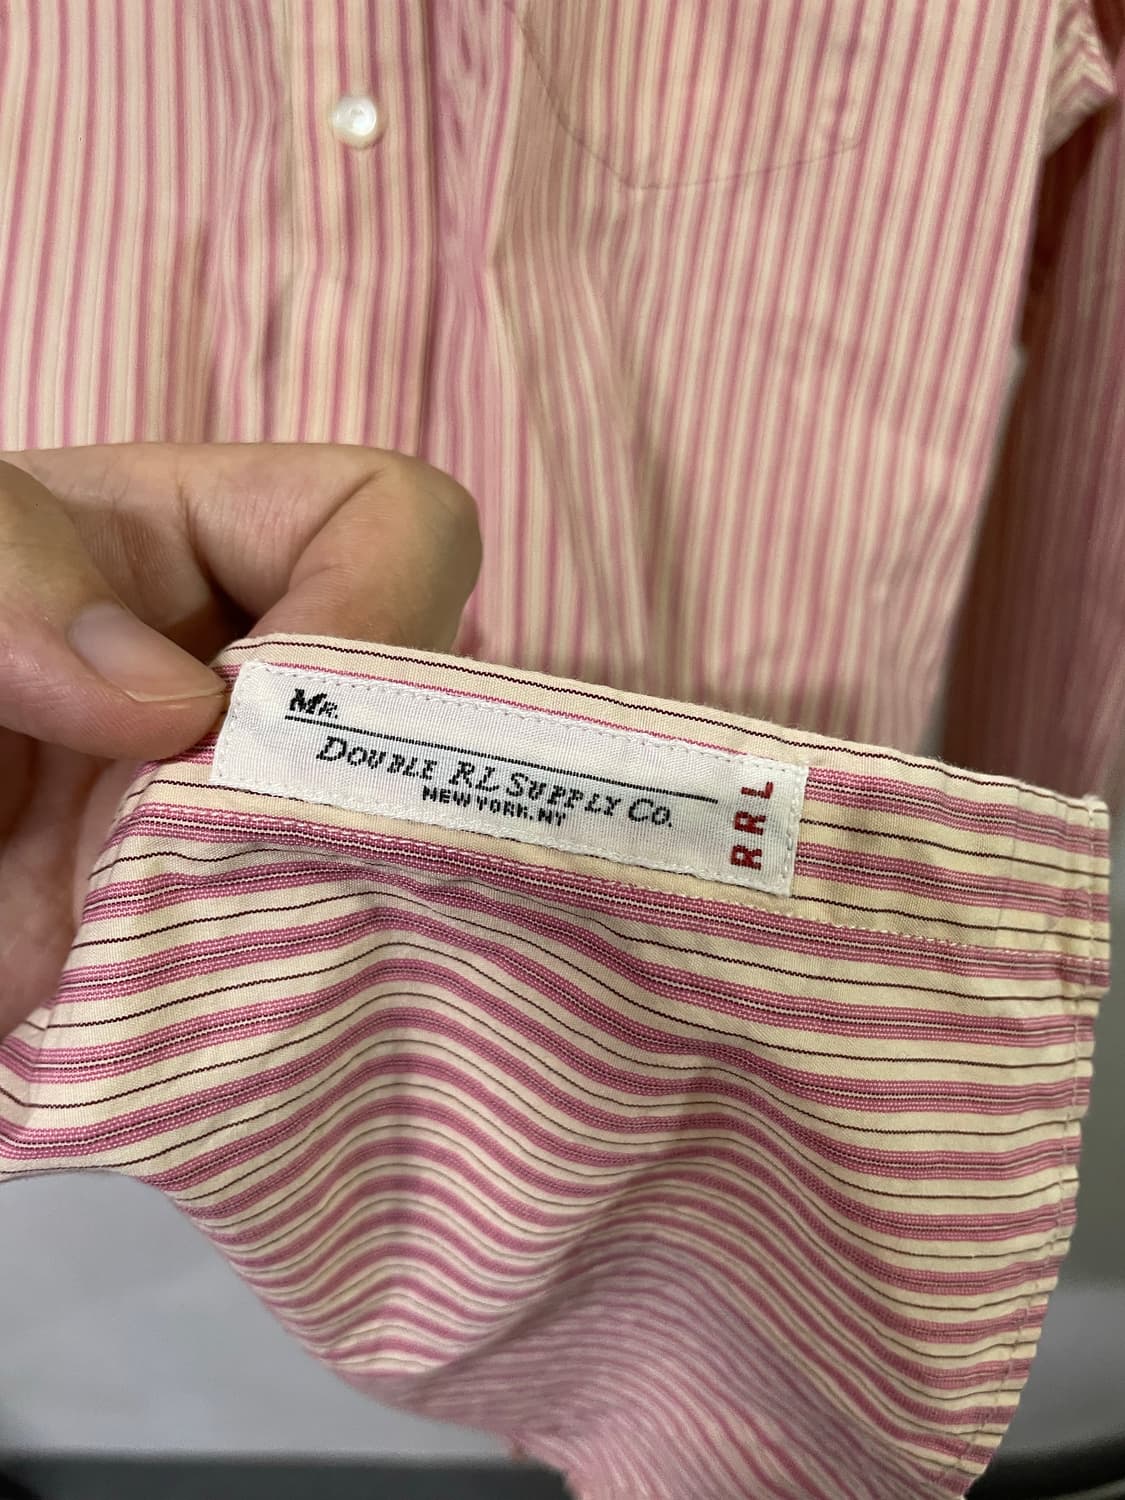 Mr.
Double RL Supply Co.
NEW YORK. NY
RRL